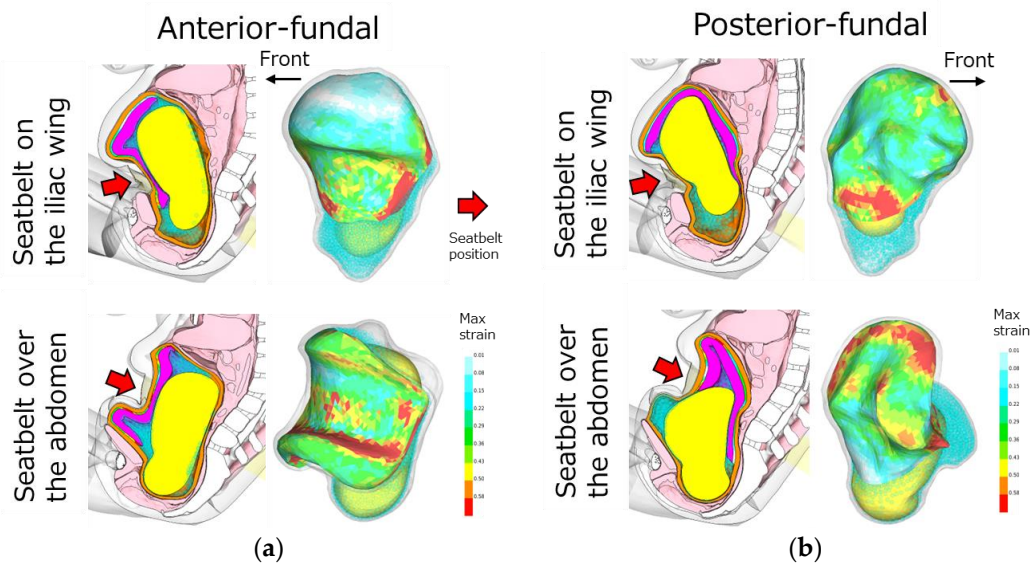 Anterior-fundal
Front
Seatbelt on
the iliac wing
Seatbelt
position
Seatbelt over
the abdomen
Max
strain
0.01
0.08
0.15
0.22
0.29
0.36
0.43
0.50
0.58
(a)
Posterior-fundal
Front
Seatbelt on
the iliac wing
Seatbelt over
the abdomen
Max
strain
0.01
0.08
0.15
0.22
0.29
0.36
0.43
0.50
0.58
(b)